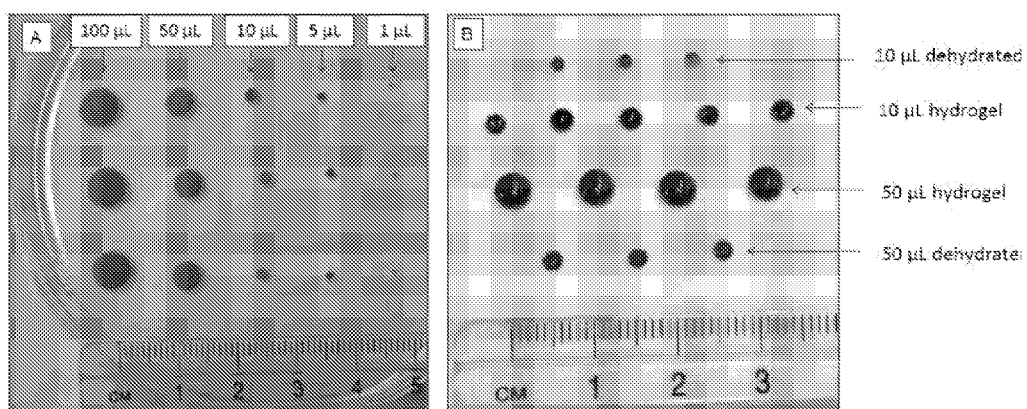 A
100 µL 50 µL 10 µL 5 µL 1 µL
CM 1 2 3 4 5
B
10 µL dehydrated
10 µL hydrogel
50 µL hydrogel
50 µL dehydrated
CM 1 2 3